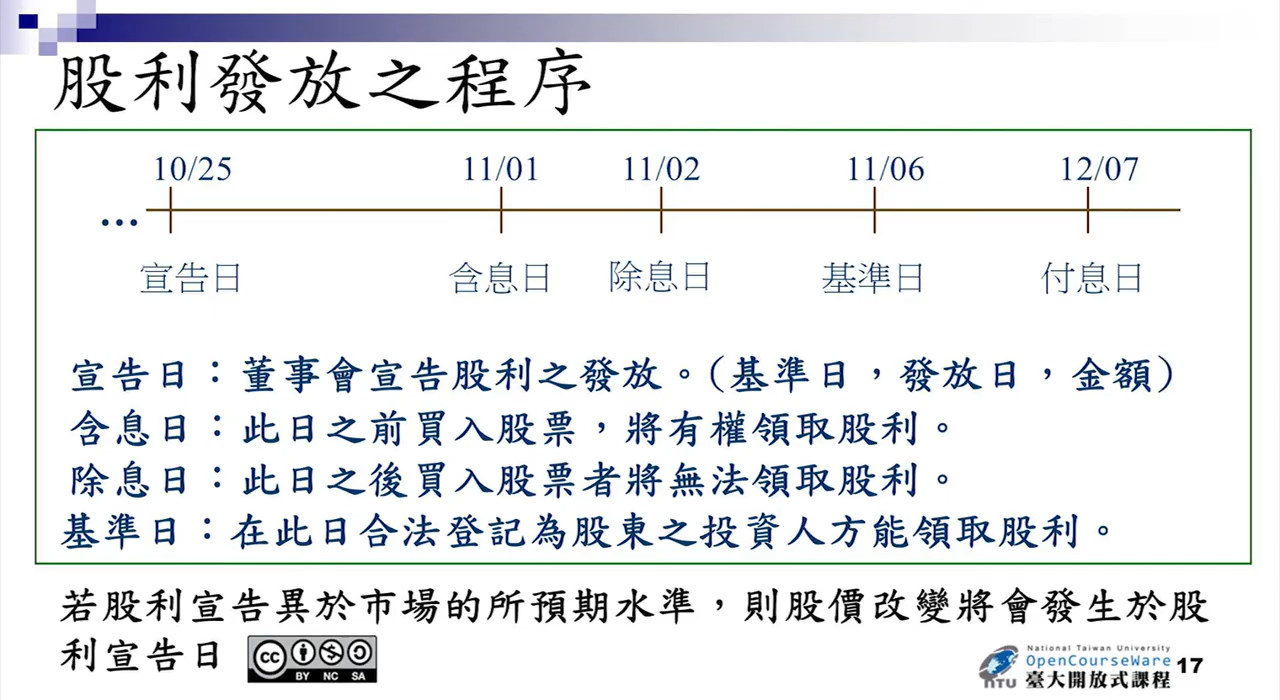 股利發放之程序
10/25 11/01 11/02 11/06 12/07
...
宣告日 含息日 除息日 基準日 付息日
宣告日：董事會宣告股利之發放。(基準日，發放日，金額)
含息日：此日之前買入股票，將有權領取股利。
除息日：此日之後買入股票者將無法領取股利。
基準日：在此日合法登記為股東之投資人方能領取股利。
若股利宣告異於市場的所預期水準，則股價改變將會發生於股
利宣告日
cc BY NC SA
National Taiwan University
OpenCourseWare
NTU 臺大開放式課程
17